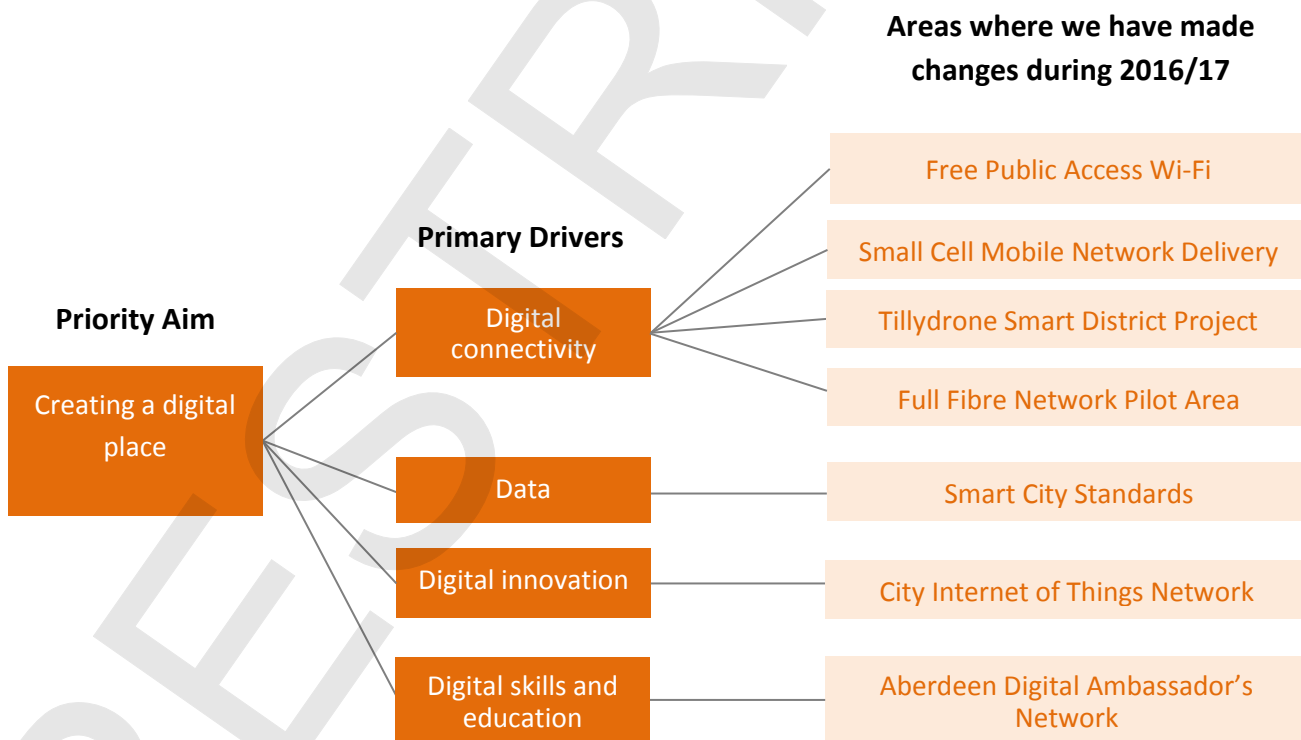 Areas where we have made
changes during 2016/17
Free Public Access Wi-Fi
Primary Drivers
Small Cell Mobile Network Delivery
Priority Aim
Digital
connectivity
Tillydrone Smart District Project
Creating a digital
place
Full Fibre Network Pilot Area
Data
Smart City Standards
Digital innovation
City Internet of Things Network
Digital skills and
education
Aberdeen Digital Ambassador's
Network